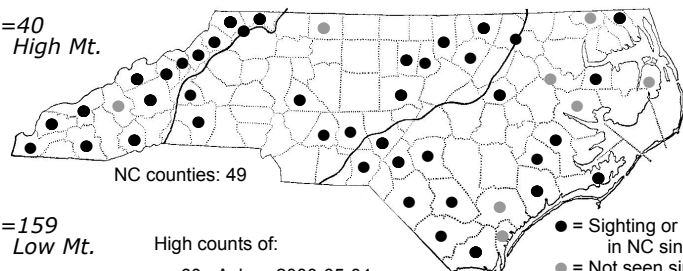 =40
High Mt.
NC counties: 49
=159
Low Mt.
High counts of:
● = Sighting or
in NC sin
● = Not seen sin